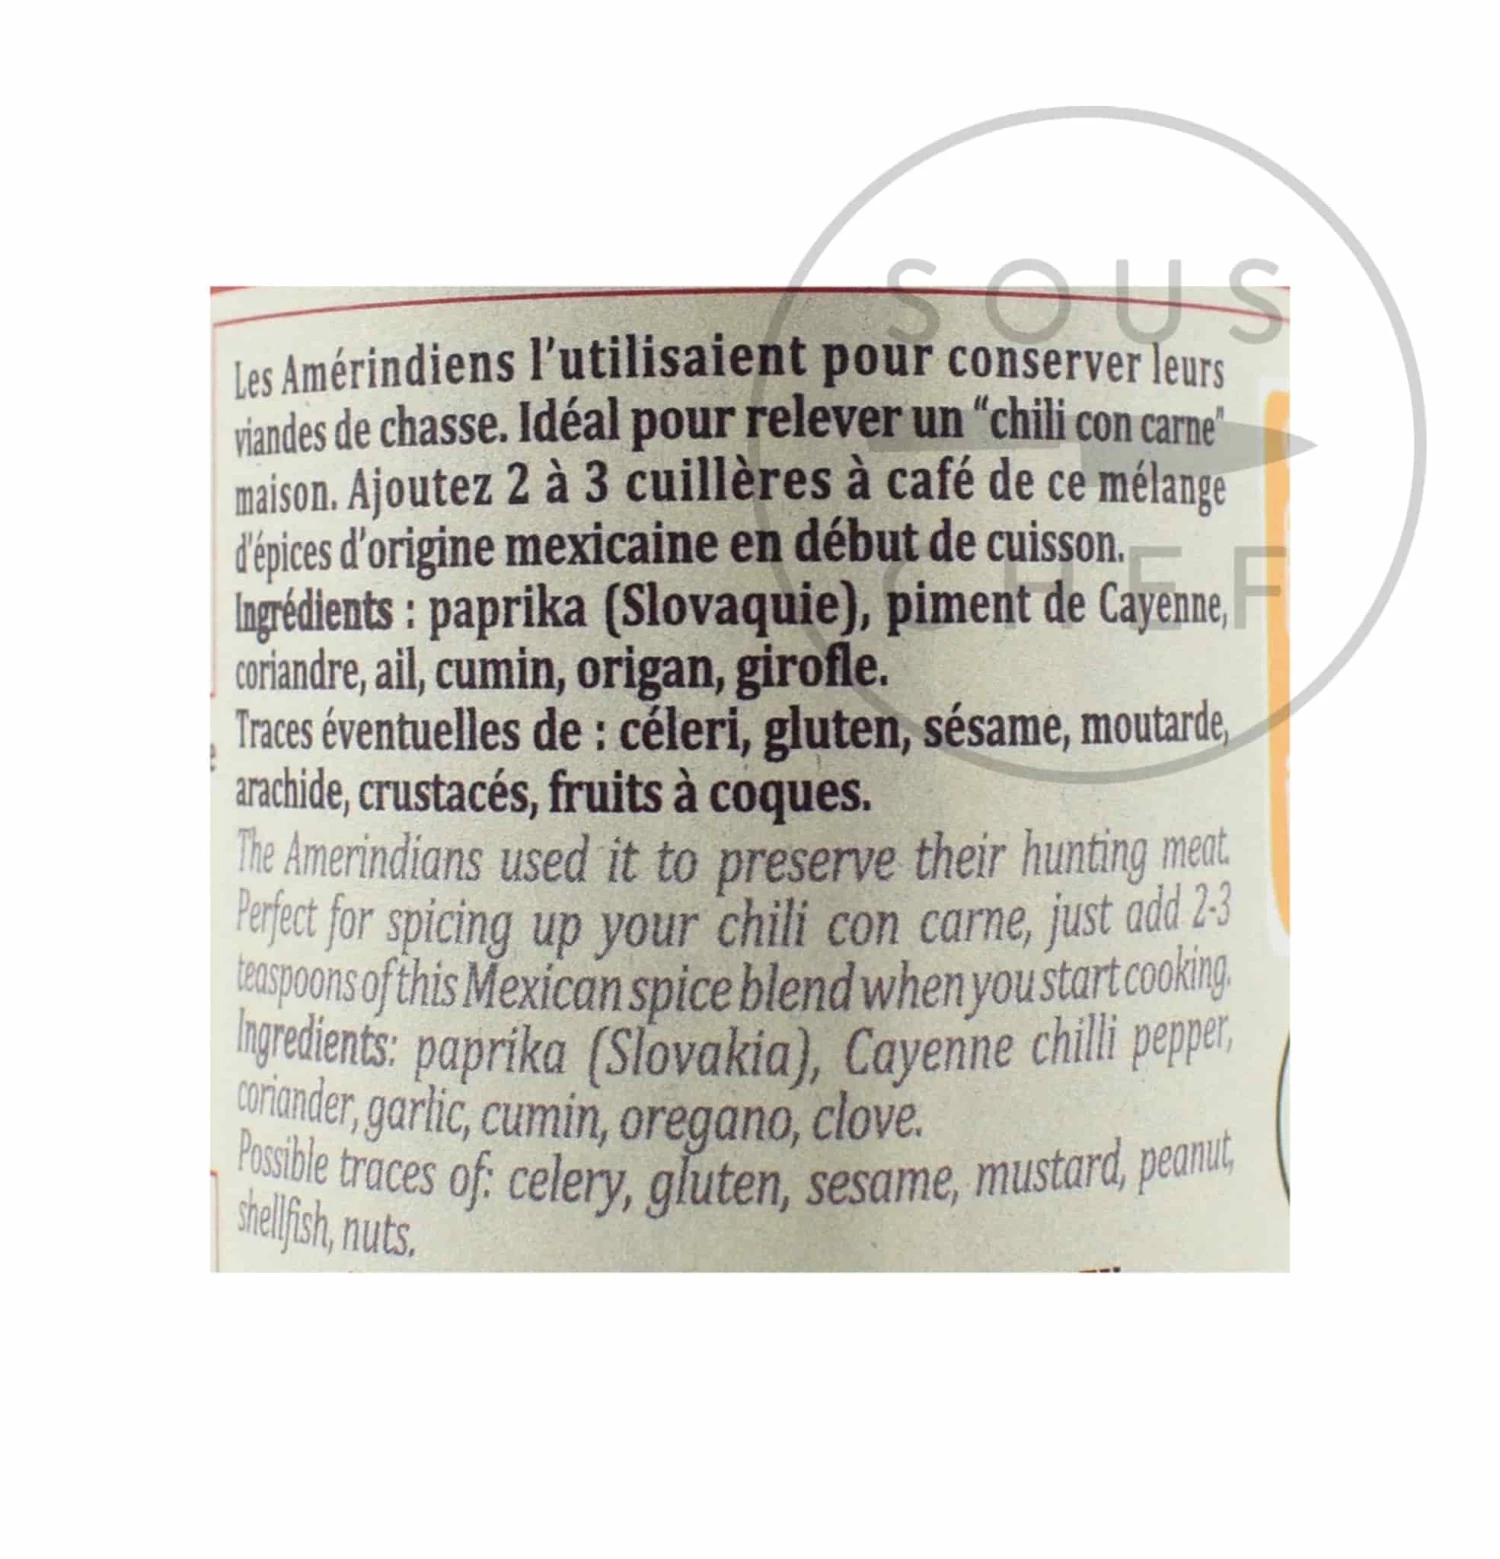 SOUS
CHEF
Les Amérindiens l'utilisaient pour conserver leurs
viandes de chasse. Idéal pour relever un "chili con carne"
maison. Ajoutez 2 à 3 cuillères à café de ce mélange
d'épices d'origine mexicaine en début de cuisson.
Ingrédients : paprika (Slovaquie), piment de Cayenne,
coriandre, ail, cumin, origan, girofle.
Traces éventuelles de : céleri, gluten, sésame, moutarde,
arachide, crustacés, fruits à coques.
The Amerindians used it to preserve their hunting meat.
Perfect for spicing up your chili con carne, just add 2-3
teaspoons of this Mexican spice blend when you start cooking.
Ingredients: paprika (Slovakia), Cayenne chilli pepper,
coriander, garlic, cumin, oregano, clove.
Possible traces of: celery, gluten, sesame, mustard, peanut,
shellfish, nuts.